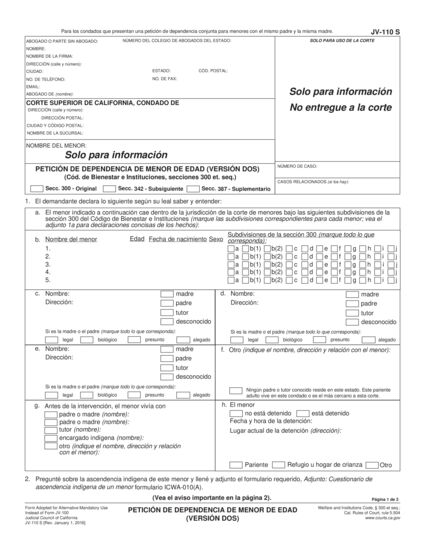 Para los condados que presentan una petición de dependencia conjunta para menores con el mismo padre y la misma madre.
JV-110 S
ABOGADO O PARTE SIN ABOGADO:
NÚMERO DEL COLEGIO DE ABOGADOS DEL ESTADO:
SOLO PARA USO DE LA CORTE
NOMBRE:
NOMBRE DE LA FIRMA:
DIRECCIÓN (calle y número):
CIUDAD:
ESTADO:
CÓD. POSTAL:
NO. DE TELÉFONO:
NO. DE FAX:
EMAIL:
ABOGADO DE (nombre):
Solo para información
No entregue a la corte
CORTE SUPERIOR DE CALIFORNIA, CONDADO DE
DIRECCIÓN (calle y número):
DIRECCIÓN POSTAL:
CIUDAD Y CÓDIGO POSTAL:
NOMBRE DE LA SUCURSAL:
NOMBRE DEL MENOR:
Solo para información
PETICIÓN DE DEPENDENCIA DE MENOR DE EDAD (VERSIÓN DOS)
(Cód. de Bienestar e Instituciones, secciones 300 et. seq.)
Secc. 300 - Original
Secc. 342 - Subsiguiente
Secc. 387 - Suplementario
NÚMERO DE CASO:
CASOS RELACIONADOS (si los hay):
1. El demandante declara lo siguiente según su leal saber y entender:
a. El menor indicado a continuación cae dentro de la jurisdicción de la corte de menores bajo las siguientes subdivisiones de la
sección 300 del Código de Bienestar e Instituciones (marque las subdivisiones correspondientes para cada menor; vea el
adjunto 1a para declaraciones concisas de los hechos):
b. Nombre del menor Edad Fecha de nacimiento Sexo Subdivisiones de la sección 300 (marque todo lo que
corresponda):
1. a b(1) b(2) c d e f g h i j
2. a b(1) b(2) c d e f g h i j
3. a b(1) b(2) c d e f g h i j
4. a b(1) b(2) c d e f g h i j
5. a b(1) b(2) c d e f g h i j
c. Nombre:
madre
Dirección:
padre
tutor
desconocido
Si es la madre o el padre (marque todo lo que corresponda):
legal biológico presunto alegado
d. Nombre:
madre
Dirección:
padre
tutor
desconocido
Si es la madre o el padre (marque todo lo que corresponda):
legal biológico presunto alegado
e. Nombre:
madre
Dirección:
padre
tutor
desconocido
Si es la madre o el padre (marque todo lo que corresponda):
legal biológico presunto alegado
f. Otro (indique el nombre, dirección y relación con el menor):
Ningún padre o tutor conocido reside en este estado. Este pariente
adulto vive en este condado o es el más cercano a esta corte.
g. Antes de la intervención, el menor vivía con
padre o madre (nombre):
padre o madre (nombre):
tutor (nombre):
encargado indígena (nombre):
otro (indique el nombre, dirección y relación
con el menor):
h. El menor
no está detenido está detenido
Fecha y hora de la detención:
Lugar actual de la detención (dirección):
Pariente Refugio u hogar de crianza Otro
2. Pregunté sobre la ascendencia indígena de este menor y llené y adjunto el formulario requerido. Adjunto: Cuestionario de
ascendencia indígena de un menor formulario ICWA-010(A).
(Vea el aviso importante en la página 2).
Página 1 de 2
Form Adopted for Alternative Mandatory Use
Instead of Form JV-100
Judicial Council of California
JV-110 S [Rev. January 1, 2016]
PETICIÓN DE DEPENDENCIA DE MENOR DE EDAD
(VERSIÓN DOS)
Welfare and Institutions Code, § 300 et seq.;
Cal. Rules of Court, rule 5.504
www.courts.ca.gov